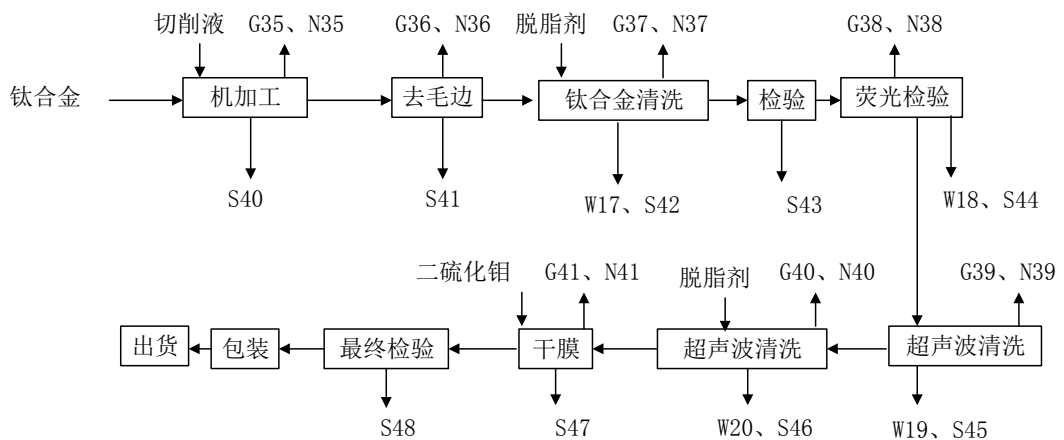 切削液
G35、N35
G36、N36
脱脂剂
G37、N37
G38、N38
钛合金
机加工
去毛边
钛合金清洗
检验
荧光检验
S40
S41
W17、S42
S43
W18、S44
二硫化钼
G41、N41
脱脂剂
G40、N40
G39、N39
出货
包装
最终检验
干膜
超声波清洗
超声波清洗
S48
S47
W20、S46
W19、S45